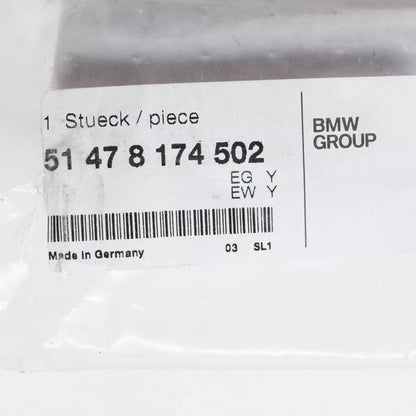 1 Stueck / piece
51 47 8 174 502
EG Y
EW Y
Made in Germany 03 SL1
BMW
GROUP